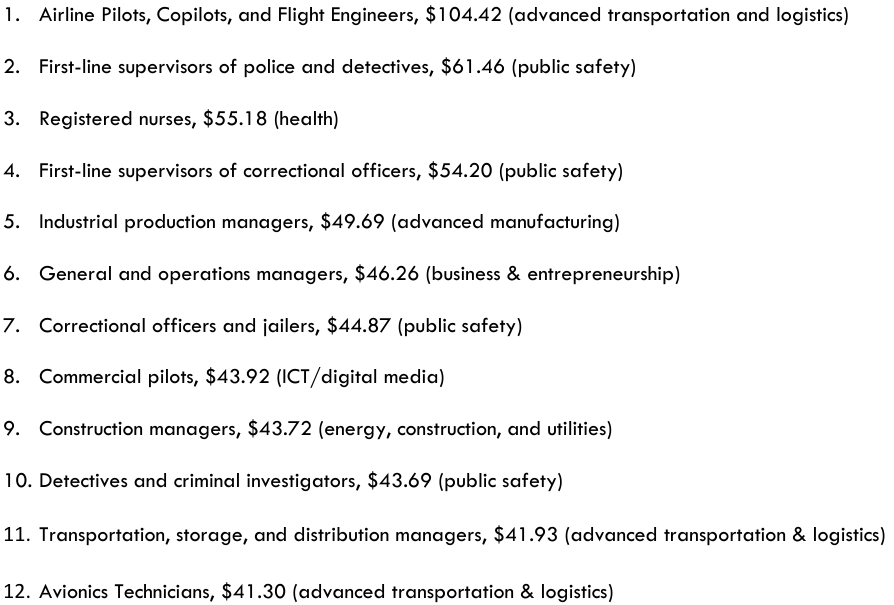 1. Airline Pilots, Copilots, and Flight Engineers, $104.42 (advanced transportation and logistics)
2. First-line supervisors of police and detectives, $61.46 (public safety)
3. Registered nurses, $55.18 (health)
4. First-line supervisors of correctional officers, $54.20 (public safety)
5. Industrial production managers, $49.69 (advanced manufacturing)
6. General and operations managers, $46.26 (business & entrepreneurship)
7. Correctional officers and jailers, $44.87 (public safety)
8. Commercial pilots, $43.92 (ICT/digital media)
9. Construction managers, $43.72 (energy, construction, and utilities)
10. Detectives and criminal investigators, $43.69 (public safety)
11. Transportation, storage, and distribution managers, $41.93 (advanced transportation & logistics)
12. Avionics Technicians, $41.30 (advanced transportation & logistics)